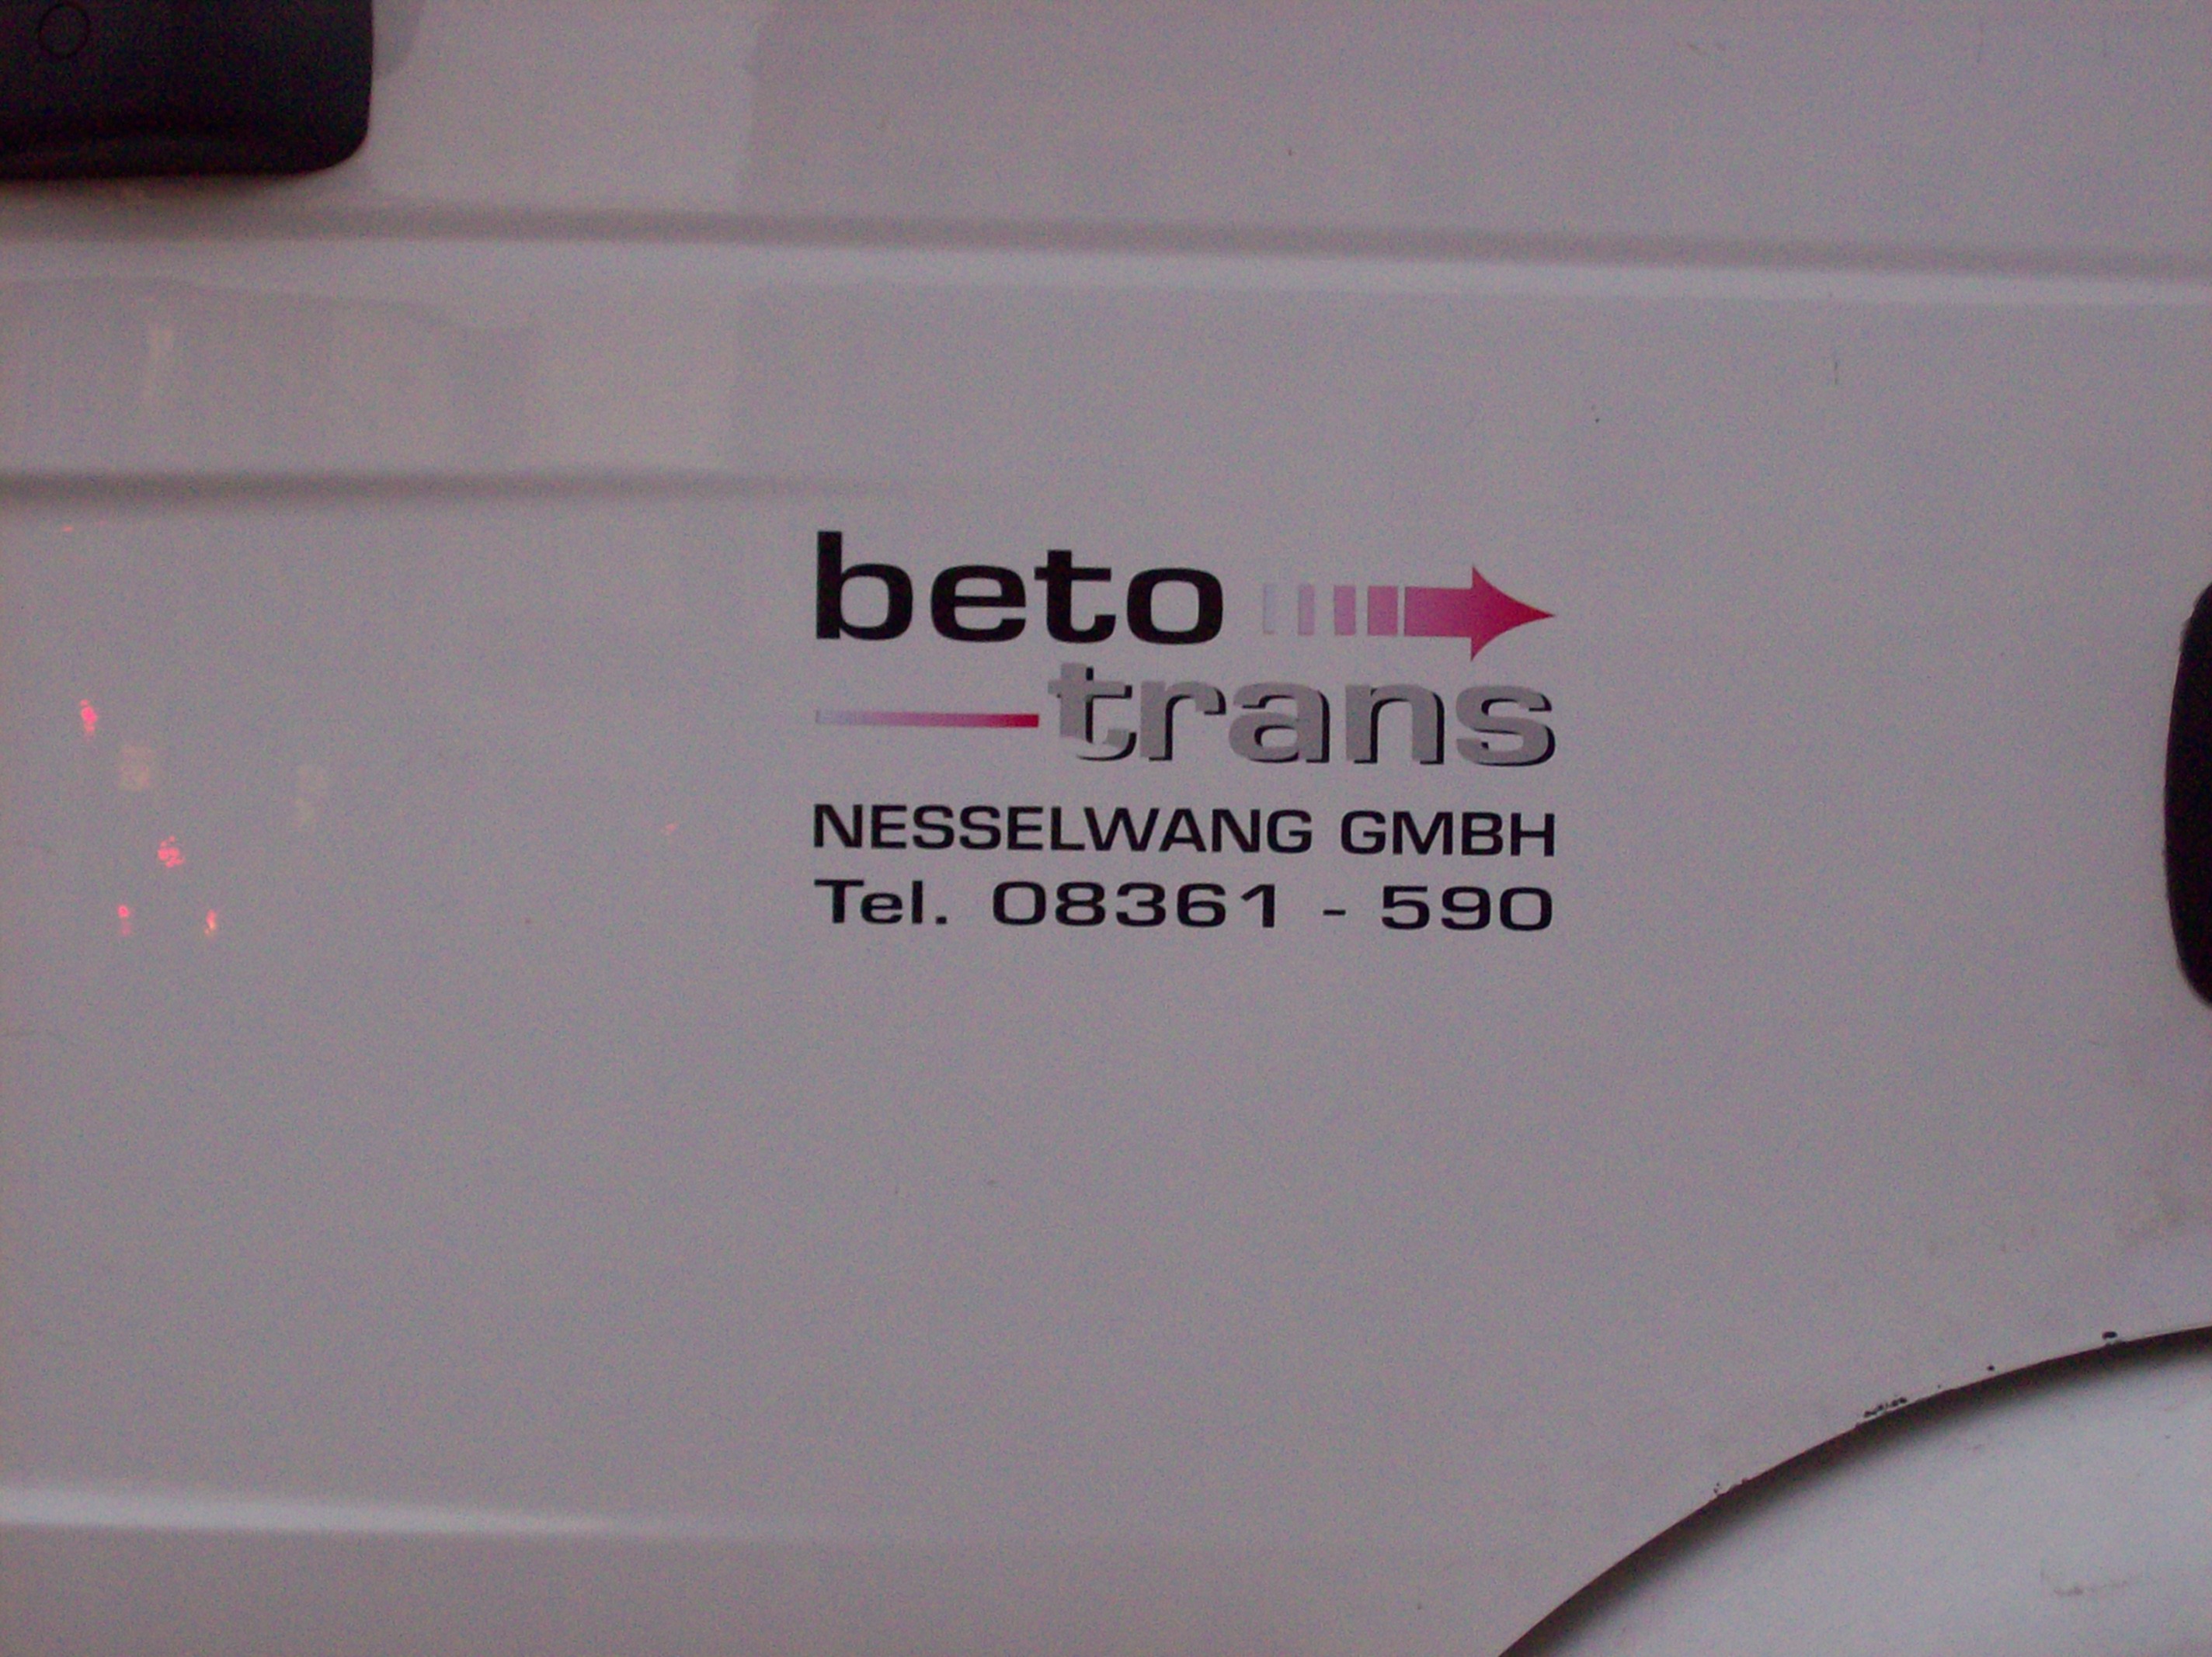 beto
trans
NESSELWANG GMBH
Tel. 08361 - 590